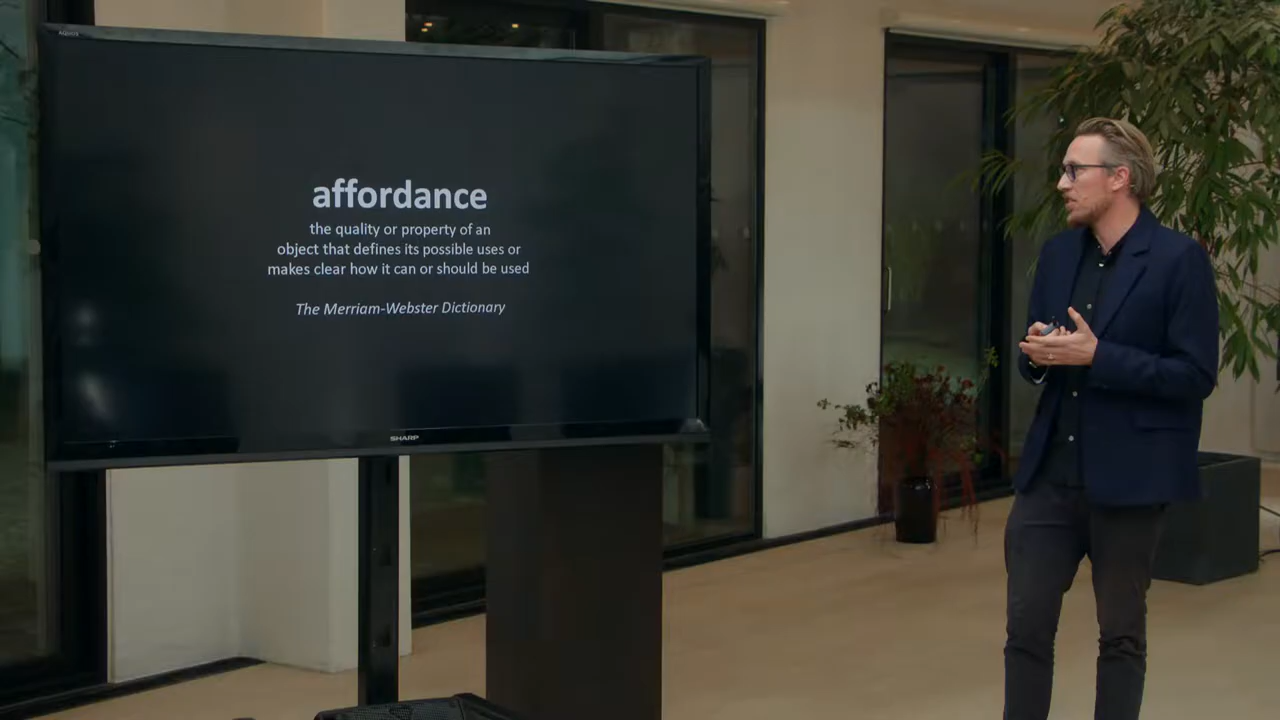 AQUOS
affordance
the quality or property of an
object that defines its possible uses or
makes clear how it can or should be used
The Merriam-Webster Dictionary
SHARP